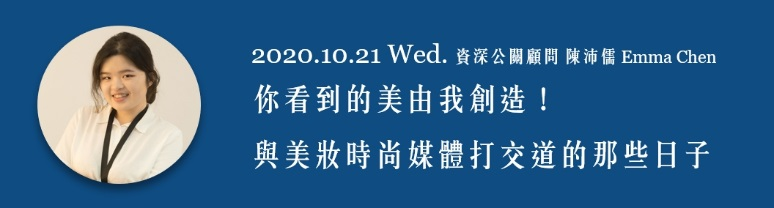 2020.10.21 Wed. 資深公關顧問 陳沛儒 Emma Chen
你看到的美由我創造！
與美妝時尚媒體打交道的那些日子